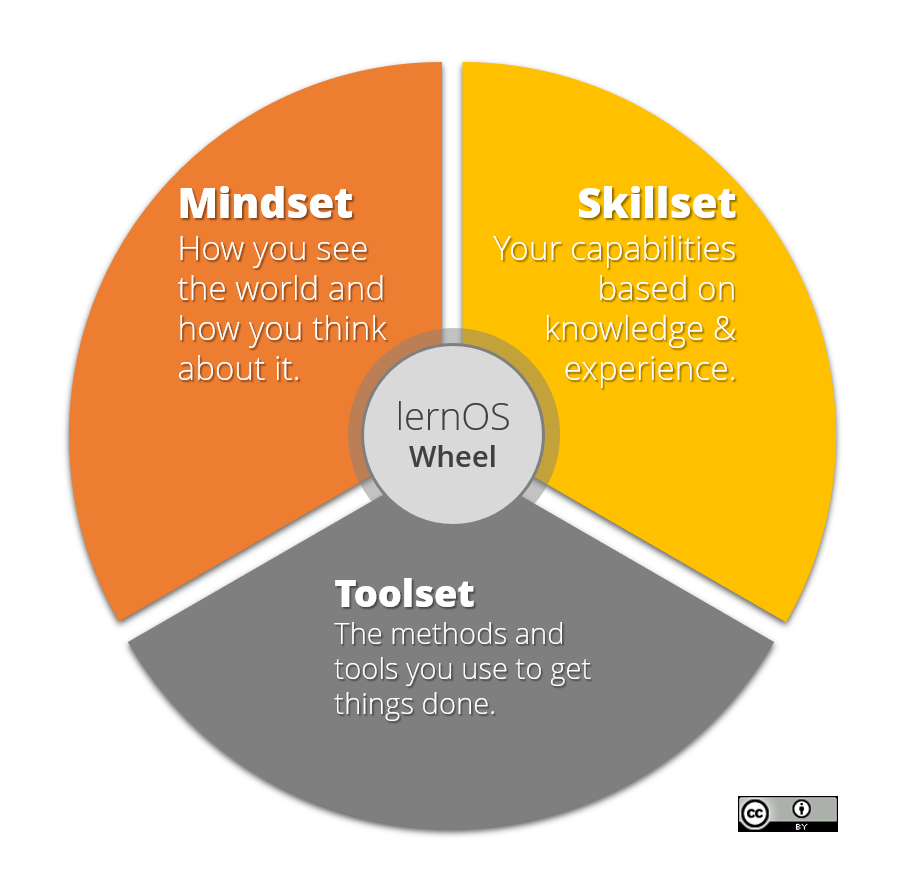 Mindset
How you see
the world and
how you think
about it.
Skillset
Your capabilities
based on
knowledge &
experience.
lernOS
Wheel
Toolset
The methods and
tools you use to get
things done.
cc
BY